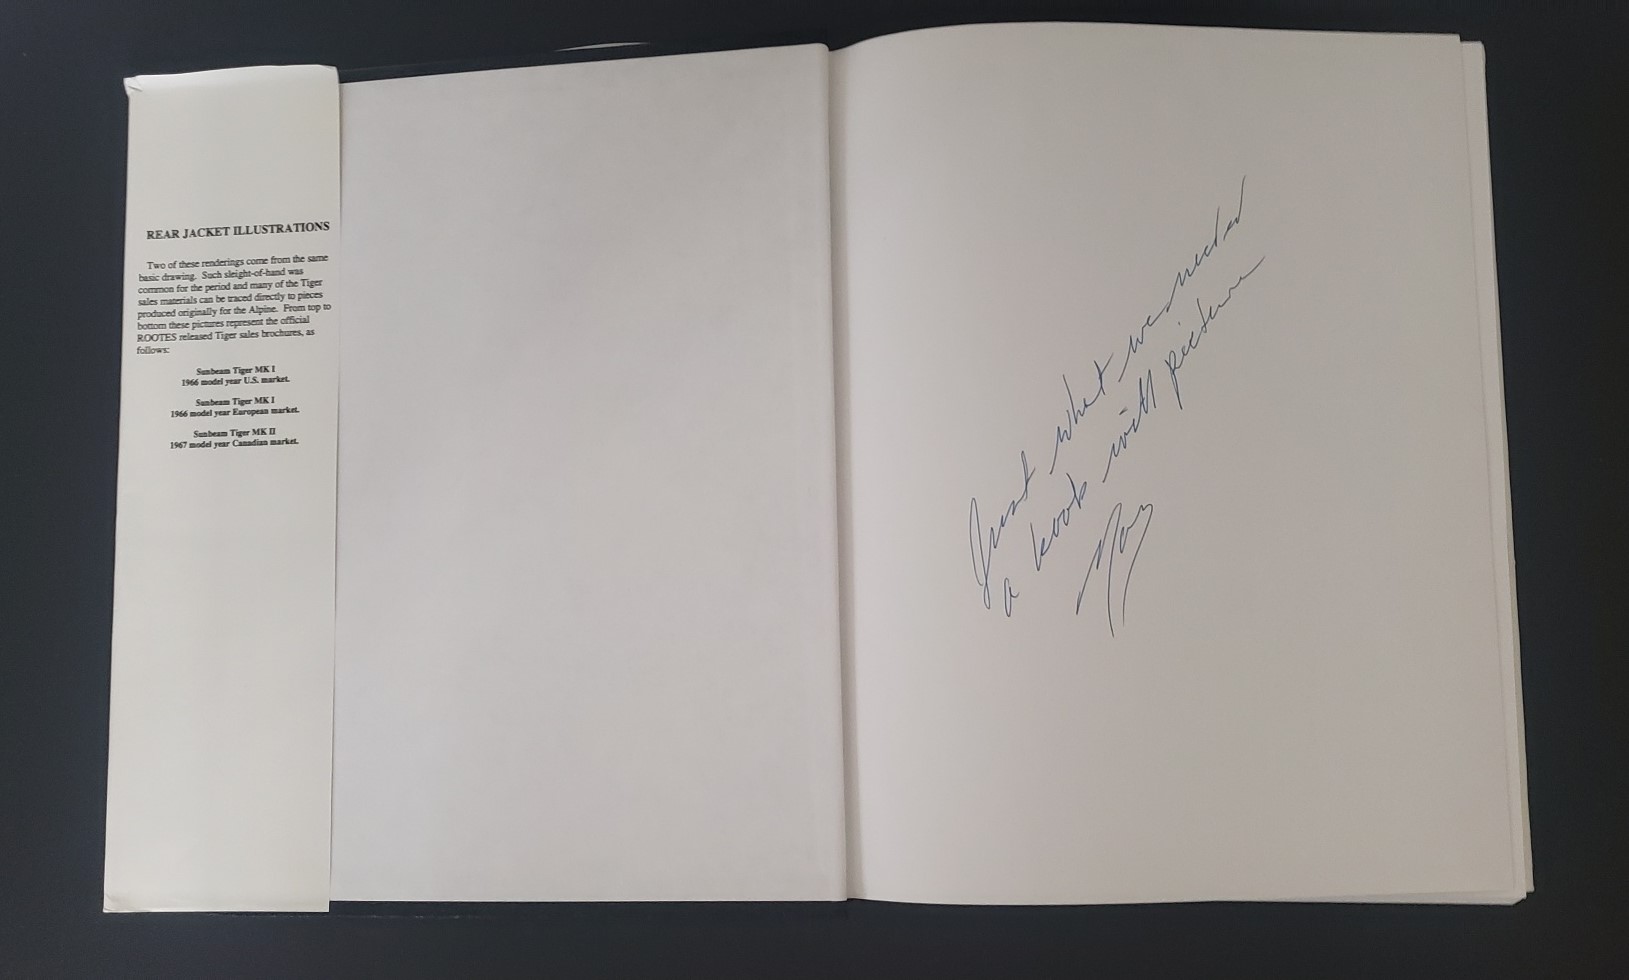 REAR JACKET ILLUSTRATIONS
Two of these renderings come from the same
basic drawing. Such sleight-of-hand was
common for the period and many of the Tiger
sales materials can be traced directly to pieces
produced originally for the Alpine. From top to
bottom these pictures represent the official
ROOTES released Tiger sales brochures, as
follows:
Sunbeam Tiger MK I
1966 model year U.S. market.
Sunbeam Tiger MK I
1966 model year European market.
Sunbeam Tiger MK II
1967 model year Canadian market.
Just what we needed
a book with pictures